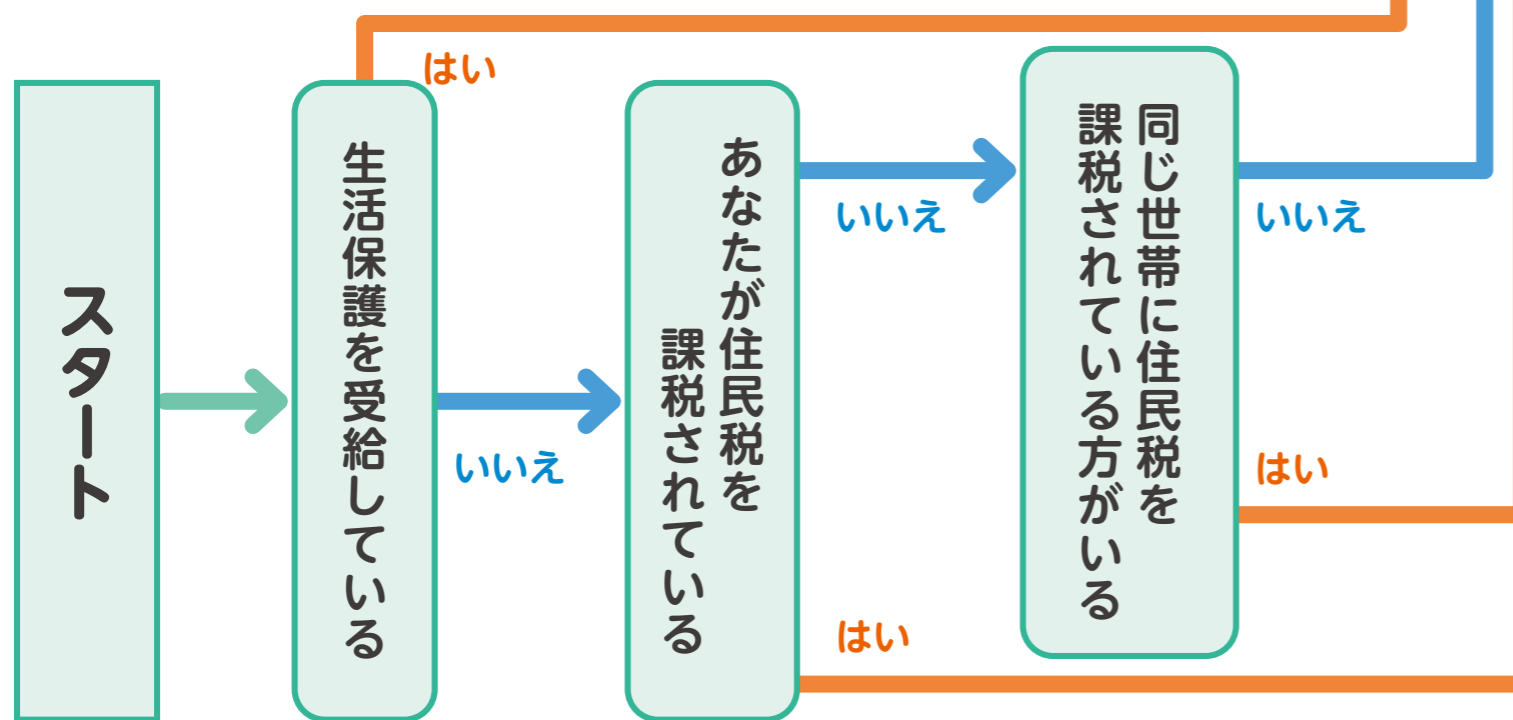 スタート
生活保護を受給している
はい
いいえ
あなたが住民税を
課税されている
いいえ
はい
同じ世帯に住民税を
課税されている方がいる
いいえ
はい